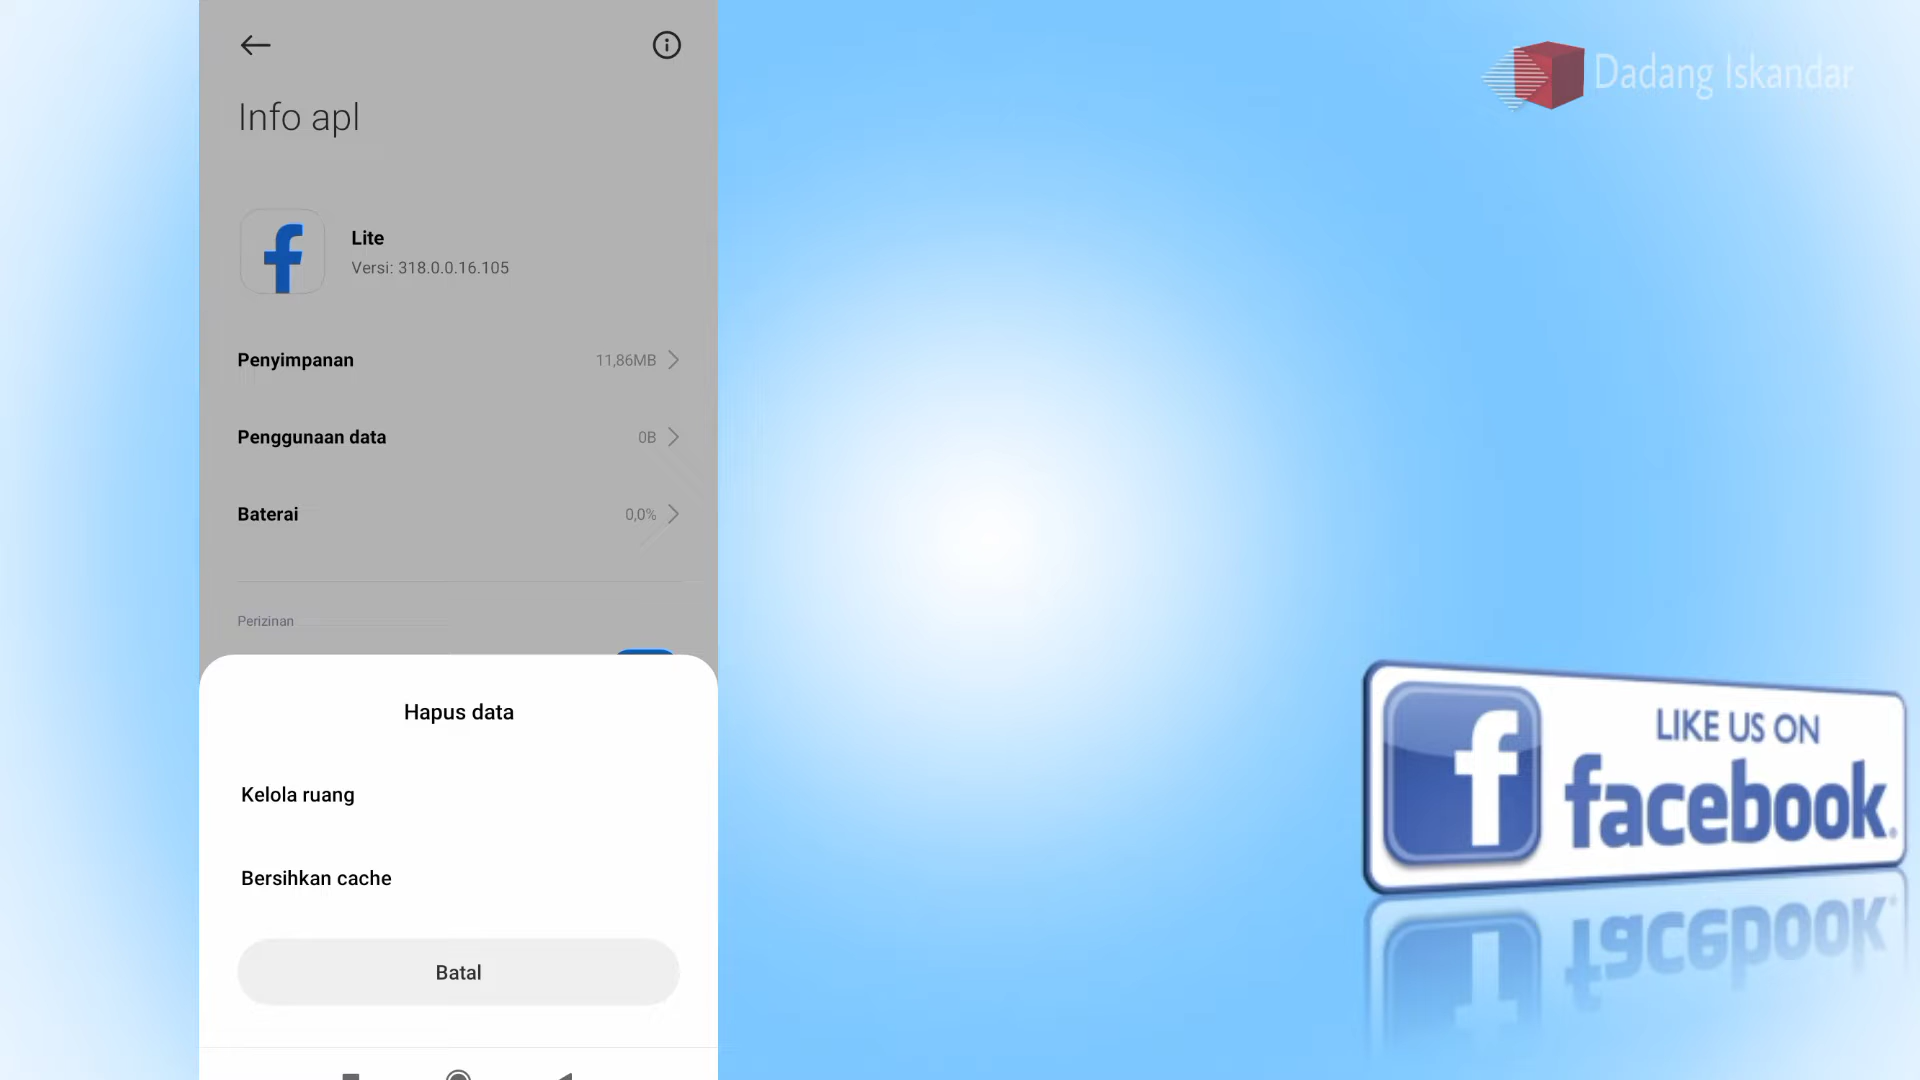 Info apl
Lite
Versi: 318.0.0.16.105
Penyimpanan
11,86MB
Penggunaan data
0B
Baterai
0,0%
Perizinan
Hapus data
Kelola ruang
Bersihkan cache
Batal
Dadang Iskandar
LIKE US ON
facebook